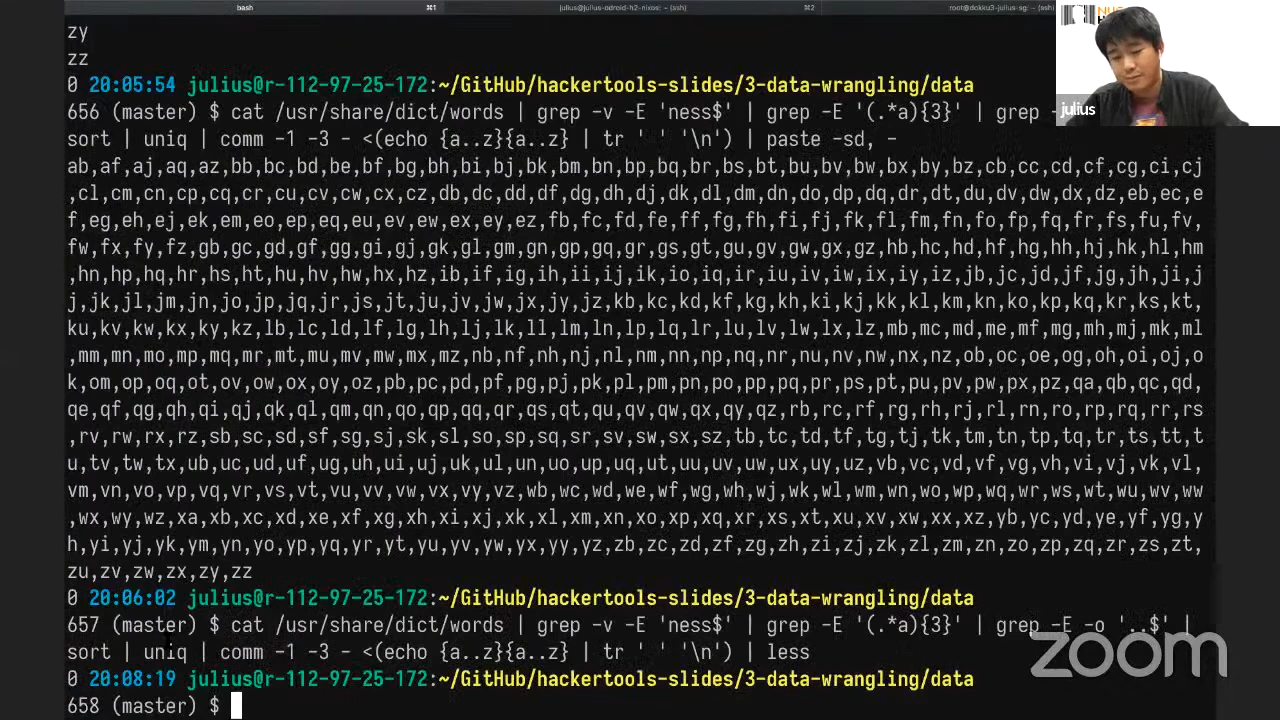 bash ⌘1 julius@julius-odroid-h2-nixos: ~ (ssh) ⌘2 root@dokku3-julius-sg: ~ (ssh)
zy
zz
0 20:05:54 julius@r-112-97-25-172:~/GitHub/hackertools-slides/3-data-wrangling/data
656 (master) $ cat /usr/share/dict/words | grep -v -E 'ness$' | grep -E '(.*a){3}' | grep -
sort | uniq | comm -1 -3 - <(echo {a..z}{a..z} | tr ' ' '\n') | paste -sd, -
ab,af,aj,aq,az,bb,bc,bd,be,bf,bg,bh,bi,bj,bk,bm,bn,bp,bq,br,bs,bt,bu,bv,bw,bx,by,bz,cb,cc,cd,cf,cg,ci,cj
,cl,cm,cn,cp,cq,cr,cu,cv,cw,cx,cz,db,dc,dd,df,dg,dh,dj,dk,dl,dm,dn,do,dp,dq,dr,dt,du,dv,dw,dx,dz,eb,ec,e
f,eg,eh,ej,ek,em,eo,ep,eq,eu,ev,ew,ex,ey,ez,fb,fc,fd,fe,ff,fg,fh,fi,fj,fk,fl,fm,fn,fo,fp,fq,fr,fs,fu,fv,
fw,fx,fy,fz,gb,gc,gd,gf,gg,gi,gj,gk,gl,gm,gn,gp,gq,gr,gs,gt,gu,gv,gw,gx,gz,hb,hc,hd,hf,hg,hh,hj,hk,hl,hm
,hn,hp,hq,hr,hs,ht,hu,hv,hw,hx,hz,ib,if,ig,ih,ii,ij,ik,io,iq,ir,iu,iv,iw,ix,iy,iz,jb,jc,jd,jf,jg,jh,ji,j
j,jk,jl,jm,jn,jo,jp,jq,jr,js,jt,ju,jv,jw,jx,jy,jz,kb,kc,kd,kf,kg,kh,ki,kj,kk,kl,km,kn,ko,kp,kq,kr,ks,kt,
ku,kv,kw,kx,ky,kz,lb,lc,ld,lf,lg,lh,lj,lk,ll,lm,ln,lp,lq,lr,lu,lv,lw,lx,lz,mb,mc,md,me,mf,mg,mh,mj,mk,ml
,mm,mn,mo,mp,mq,mr,mt,mu,mv,mw,mx,mz,nb,nf,nh,nj,nl,nm,nn,np,nq,nr,nu,nv,nw,nx,nz,ob,oc,oe,og,oh,oi,oj,o
k,om,op,oq,ot,ov,ow,ox,oy,oz,pb,pc,pd,pf,pg,pj,pk,pl,pm,pn,po,pp,pq,pr,ps,pt,pu,pv,pw,px,pz,qa,qb,qc,qd,
qe,qf,qg,qh,qi,qj,qk,ql,qm,qn,qo,qp,qq,qr,qs,qt,qu,qv,qw,qx,qy,qz,rb,rc,rf,rg,rh,rj,rl,rn,ro,rp,rq,rr,rs
,rv,rw,rx,rz,sb,sc,sd,sf,sg,sj,sk,sl,so,sp,sq,sr,sv,sw,sx,sz,tb,tc,td,tf,tg,tj,tk,tm,tn,tp,tq,tr,ts,tt,t
u,tv,tw,tx,ub,uc,ud,uf,ug,uh,ui,uj,uk,ul,un,uo,up,uq,ut,uu,uv,uw,ux,uy,uz,vb,vc,vd,vf,vg,vh,vi,vj,vk,vl,
vm,vn,vo,vp,vq,vr,vs,vt,vu,vv,vw,vx,vy,vz,wb,wc,wd,we,wf,wg,wh,wj,wk,wl,wm,wn,wo,wp,wq,wr,ws,wt,wu,wv,ww
,wx,wy,wz,xa,xb,xc,xd,xe,xf,xg,xh,xi,xj,xk,xl,xm,xn,xo,xp,xq,xr,xs,xt,xu,xv,xw,xx,xz,yb,yc,yd,ye,yf,yg,y
h,yi,yj,yk,ym,yn,yo,yp,yq,yr,yt,yu,yv,yw,yx,yy,yz,zb,zc,zd,zf,zg,zh,zi,zj,zk,zl,zm,zn,zo,zp,zq,zr,zs,zt,
zu,zv,zw,zx,zy,zz
0 20:06:02 julius@r-112-97-25-172:~/GitHub/hackertools-slides/3-data-wrangling/data
657 (master) $ cat /usr/share/dict/words | grep -v -E 'ness$' | grep -E '(.*a){3}' | grep -E -o '..$' |
sort | uniq | comm -1 -3 - <(echo {a..z}{a..z} | tr ' ' '\n') | less
0 20:08:19 julius@r-112-97-25-172:~/GitHub/hackertools-slides/3-data-wrangling/data
658 (master) $
julius
zoom